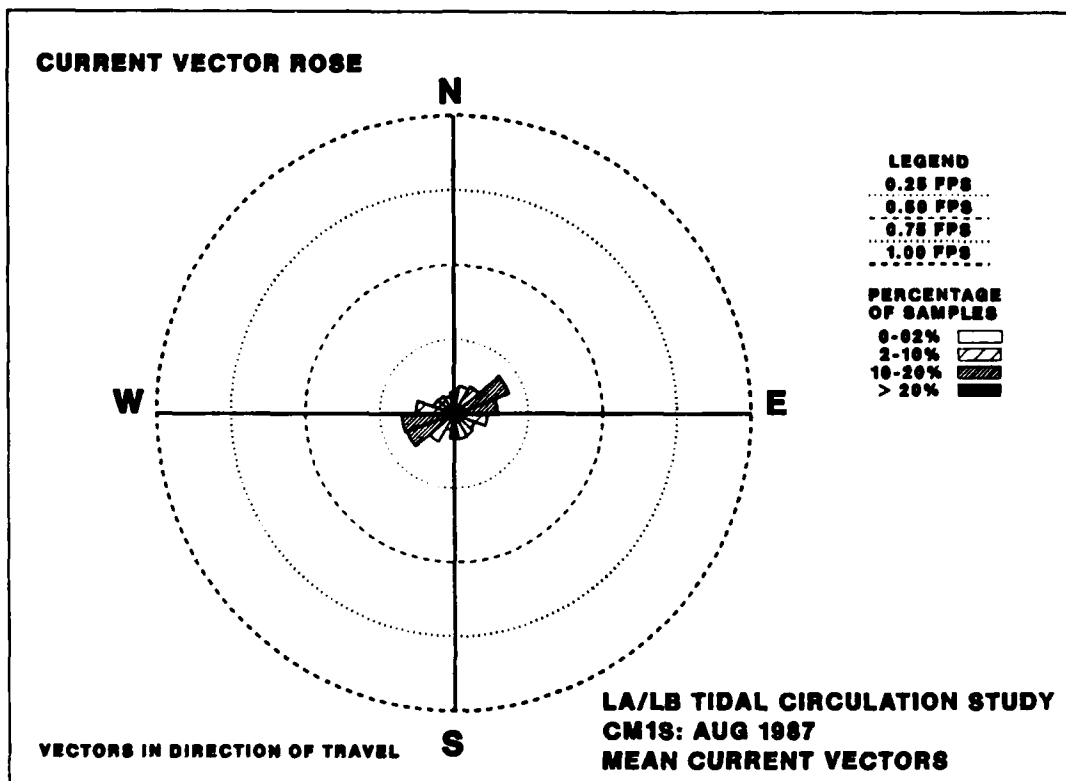 CURRENT VECTOR ROSE
N
LEGEND
0.25 FPS
0.50 FPS
0.75 FPS
1.00 FPS
PERCENTAGE
OF SAMPLES
0-02%
2-10%
10-20%
> 20%
W
E
S
LA/LB TIDAL CIRCULATION STUDY
CM1S: AUG 1987
MEAN CURRENT VECTORS
VECTORS IN DIRECTION OF TRAVEL